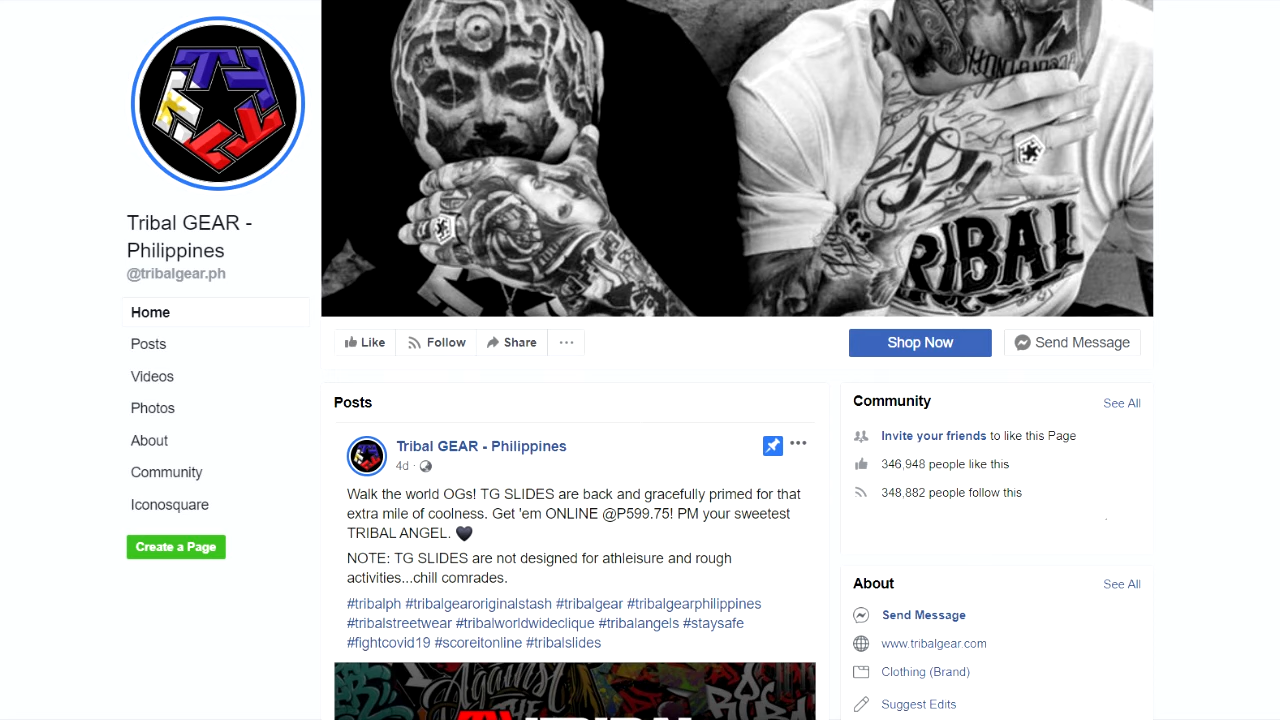 TRIBAL
Tribal GEAR -
Philippines
@tribalgear.ph
Home
Posts
Videos
Photos
About
Community
Iconosquare
Create a Page
Like
Follow
Share
Shop Now
Send Message
Posts
Tribal GEAR - Philippines
4d ·
Walk the world OGs! TG SLIDES are back and gracefully primed for that
extra mile of coolness. Get 'em ONLINE @P599.75! PM your sweetest
TRIBAL ANGEL. 🖤
NOTE: TG SLIDES are not designed for athleisure and rough
activities...chill comrades.
#tribalph #tribalgearoriginalstash #tribalgear #tribalgearphilippines
#tribalstreetwear #tribalworldwideclique #tribalangels #staysafe
#fightcovid19 #scoreitonline #tribalslides
Against
THE
TRIBAL
Community
See All
Invite your friends to like this Page
346,948 people like this
348,882 people follow this
About
See All
Send Message
www.tribalgear.com
Clothing (Brand)
Suggest Edits